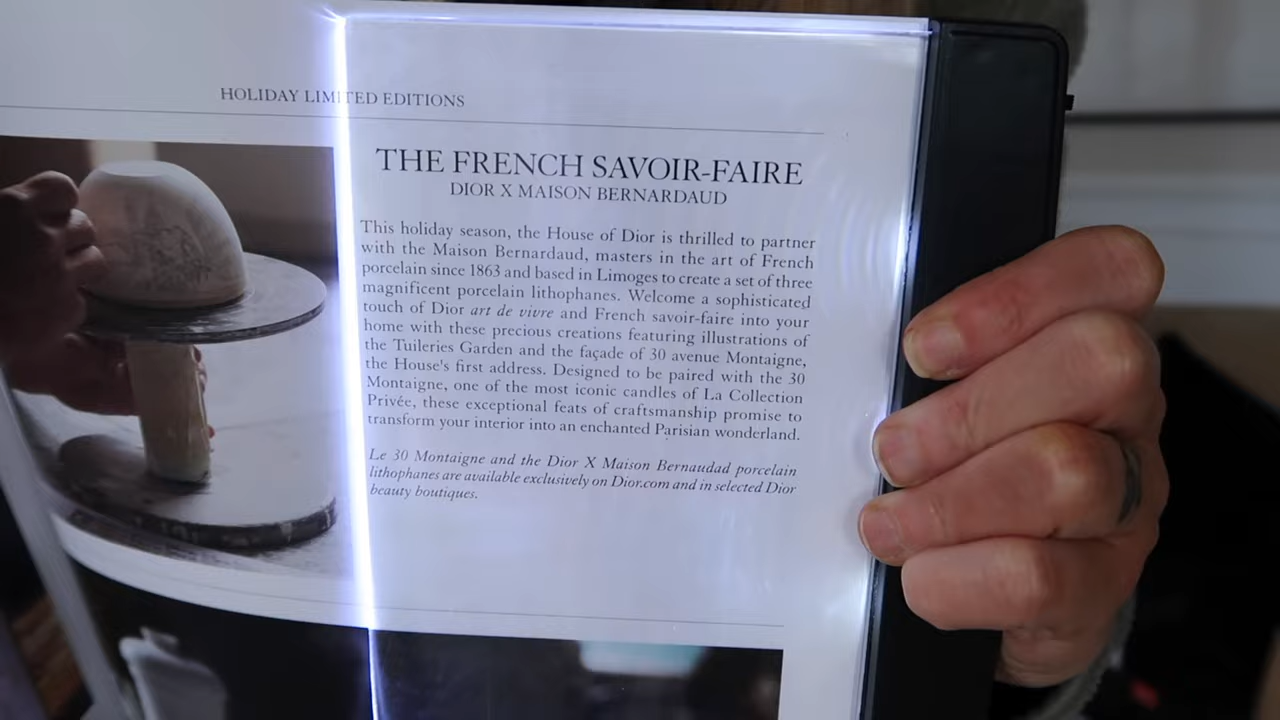 HOLIDAY LIMITED EDITIONS
THE FRENCH SAVOIR-FAIRE
DIOR X MAISON BERNARDAUD
This holiday season, the House of Dior is thrilled to partner
with the Maison Bernardaud, masters in the art of French
porcelain since 1863 and based in Limoges to create a set of three
magnificent porcelain lithophanes. Welcome a sophisticated
touch of Dior art de vivre and French savoir-faire into your
home with these precious creations featuring illustrations of
the Tuileries Garden and the façade of 30 avenue Montaigne,
the House's first address. Designed to be paired with the 30
Montaigne, one of the most iconic candles of La Collection
Privée, these exceptional feats of craftsmanship promise to
transform your interior into an enchanted Parisian wonderland.
Le 30 Montaigne and the Dior X Maison Bernaudad porcelain
lithophanes are available exclusively on Dior.com and in selected Dior
beauty boutiques.